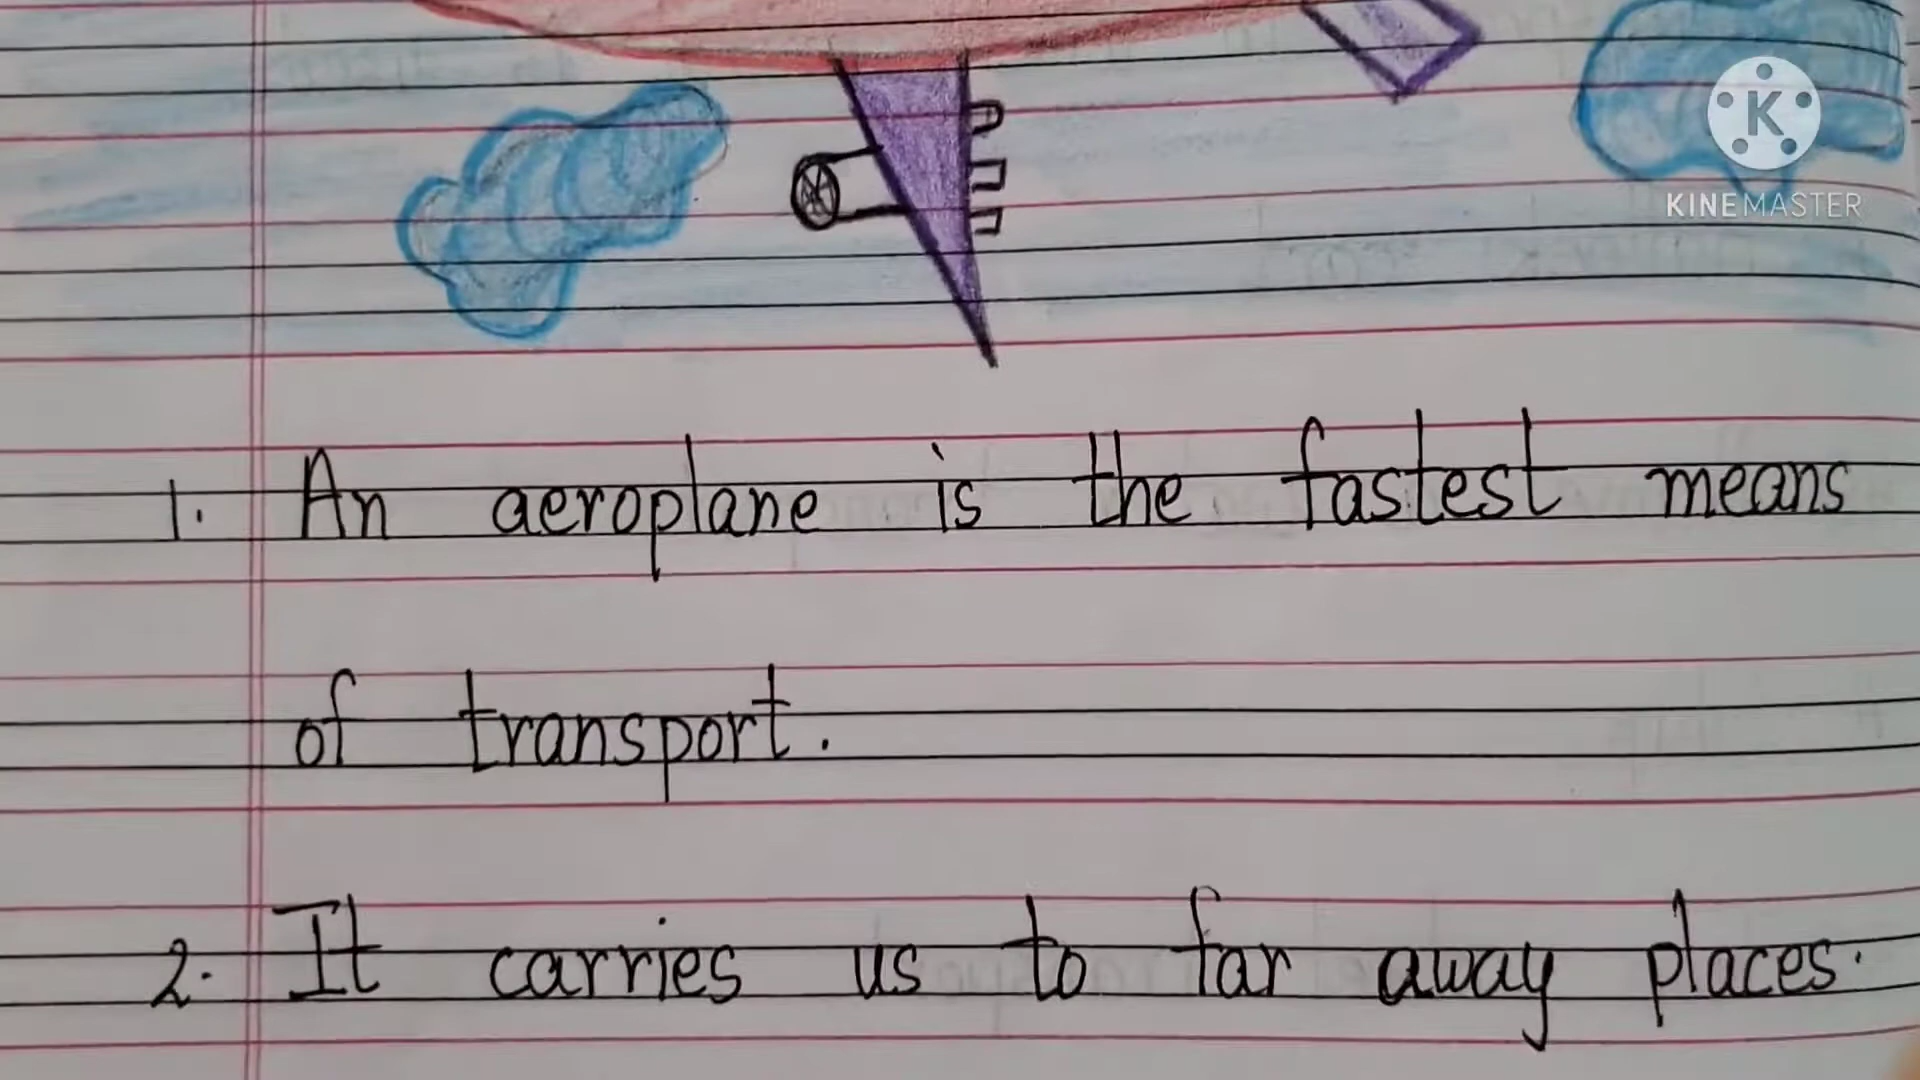 KINEMASTER
1. An aeroplane is the fastest means
of transport.
2. It carries us to far away places.